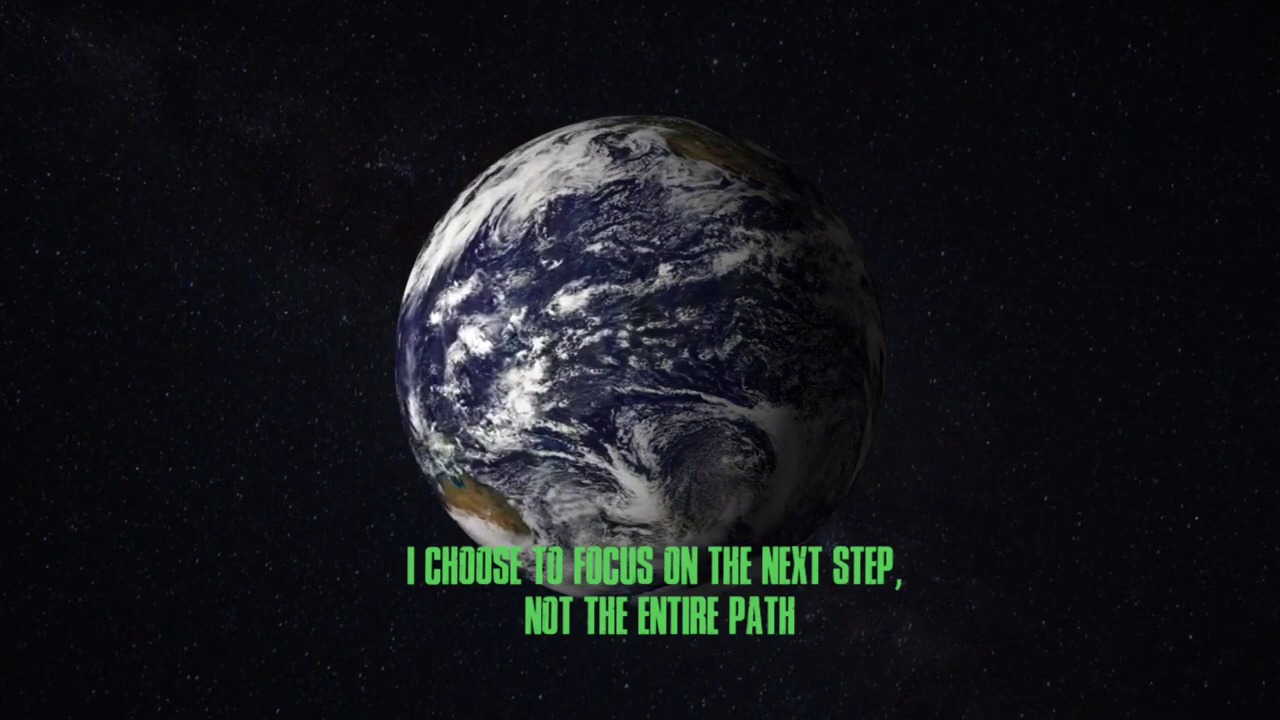 I CHOOSE TO FOCUS ON THE NEXT STEP,
NOT THE ENTIRE PATH